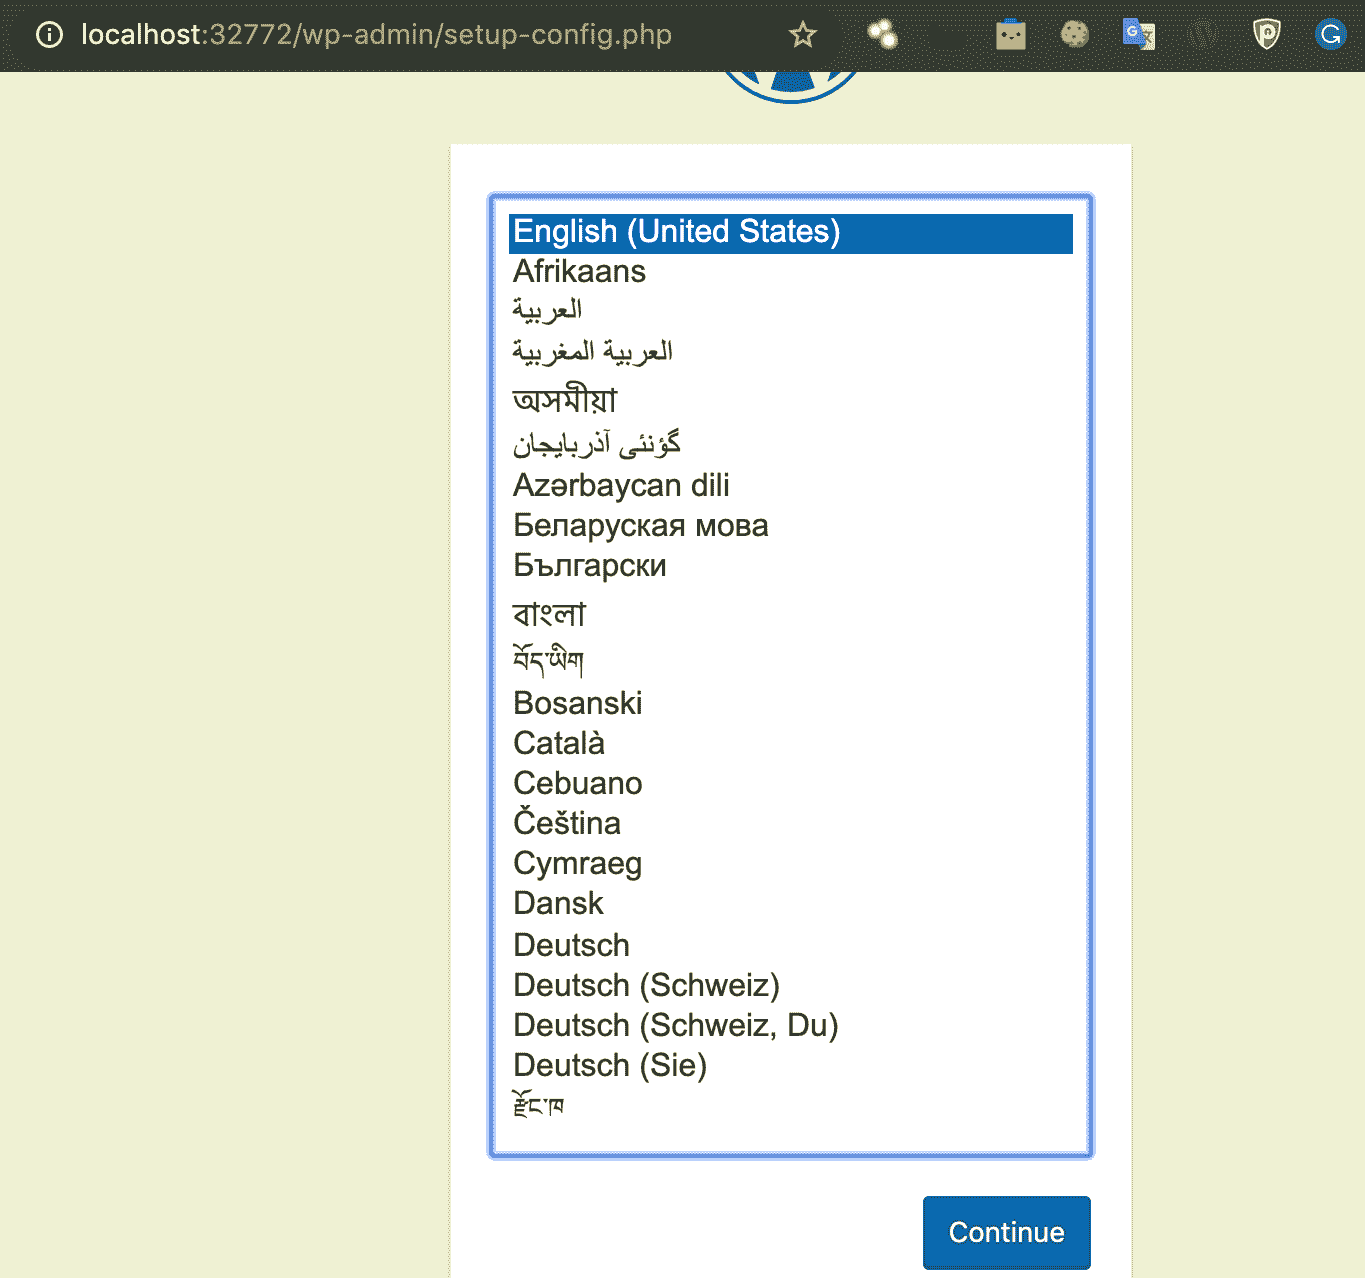 localhost:32772/wp-admin/setup-config.php
English (United States)
Afrikaans
العربية
العربية المغربية
অসমীয়া
گؤنئی آذربایجان
Azərbaycan dili
Беларуская мова
Български
বাংলা
བོད་ཡིག
Bosanski
Català
Cebuano
Čeština
Cymraeg
Dansk
Deutsch
Deutsch (Schweiz)
Deutsch (Schweiz, Du)
Deutsch (Sie)
རྫོང་ཁ
Continue